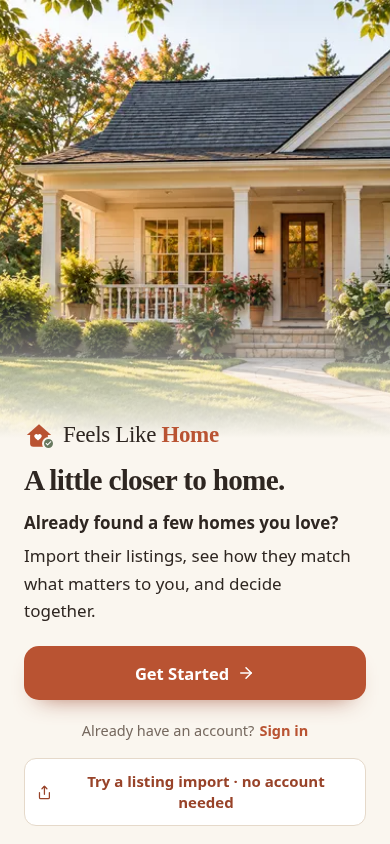 Feels Like Home
A little closer to home.
Already found a few homes you love?
Import their listings, see how they match
what matters to you, and decide
together.
Get Started
Already have an account? Sign in
Try a listing import · no account
needed